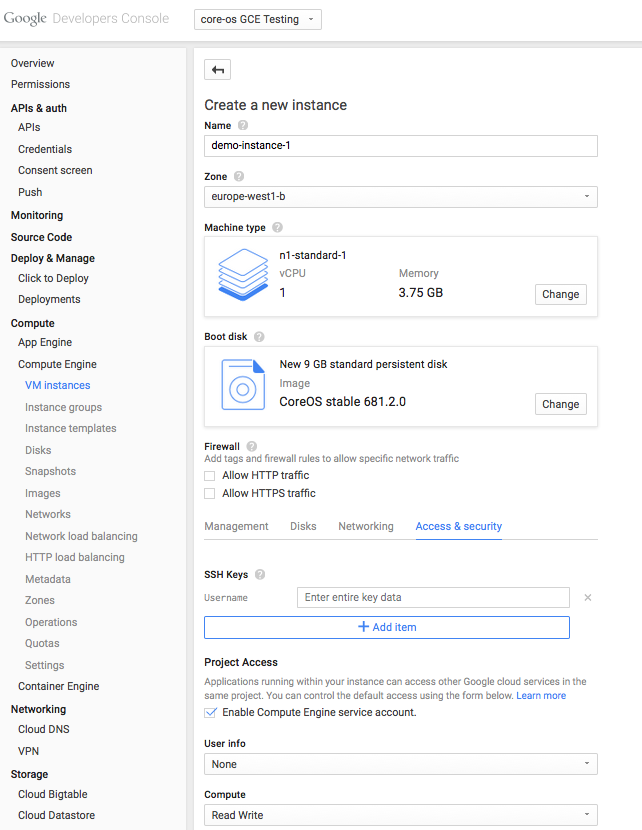 Google Developers Console
core-os GCE Testing
Overview
Permissions
APIs & auth
APIs
Credentials
Consent screen
Push
Monitoring
Source Code
Deploy & Manage
Click to Deploy
Deployments
Compute
App Engine
Compute Engine
VM instances
Instance groups
Instance templates
Disks
Snapshots
Images
Networks
Network load balancing
HTTP load balancing
Metadata
Zones
Operations
Quotas
Settings
Container Engine
Networking
Cloud DNS
VPN
Storage
Cloud Bigtable
Cloud Datastore
Create a new instance
Name ?
demo-instance-1
Zone ?
europe-west1-b
Machine type ?
n1-standard-1
vCPU Memory
1 3.75 GB
Change
Boot disk ?
New 9 GB standard persistent disk
Image
CoreOS stable 681.2.0
Change
Firewall ?
Add tags and firewall rules to allow specific network traffic
Allow HTTP traffic
Allow HTTPS traffic
Management Disks Networking Access & security
SSH Keys ?
Username Enter entire key data ×
+ Add item
Project Access
Applications running within your instance can access other Google cloud services in the
same project. You can control the default access using the form below. Learn more
Enable Compute Engine service account.
User info
None
Compute
Read Write